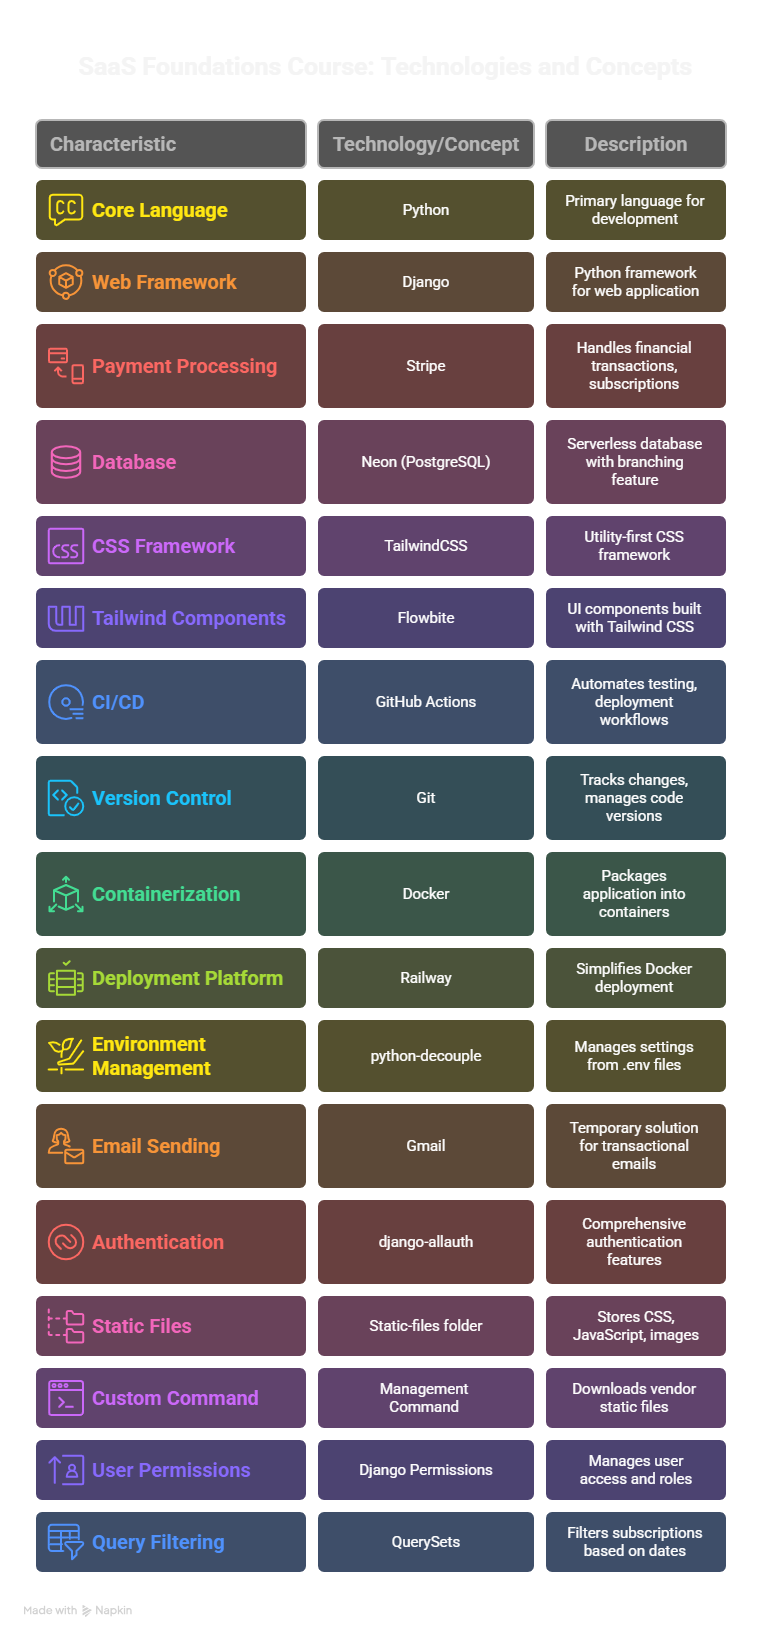 SaaS Foundations Course: Technologies and Concepts
Characteristic
Technology/Concept
Description
CC
Core Language
Python
Primary language for
development
Web Framework
Django
Python framework
for web application
Payment Processing
Stripe
Handles financial
transactions,
subscriptions
Database
Neon (PostgreSQL)
Serverless database
with branching
feature
CSS
CSS Framework
TailwindCSS
Utility-first CSS
framework
Tailwind Components
Flowbite
UI components built
with Tailwind CSS
CI/CD
GitHub Actions
Automates testing,
deployment
workflows
Version Control
Git
Tracks changes,
manages code
versions
Containerization
Docker
Packages
application into
containers
Deployment Platform
Railway
Simplifies Docker
deployment
Environment
Management
python-decouple
Manages settings
from .env files
Email Sending
Gmail
Temporary solution
for transactional
emails
Authentication
django-allauth
Comprehensive
authentication
features
Static Files
Static-files folder
Stores CSS,
JavaScript, images
Custom Command
Management
Command
Downloads vendor
static files
User Permissions
Django Permissions
Manages user
access and roles
Query Filtering
QuerySets
Filters subscriptions
based on dates
Made with Napkin